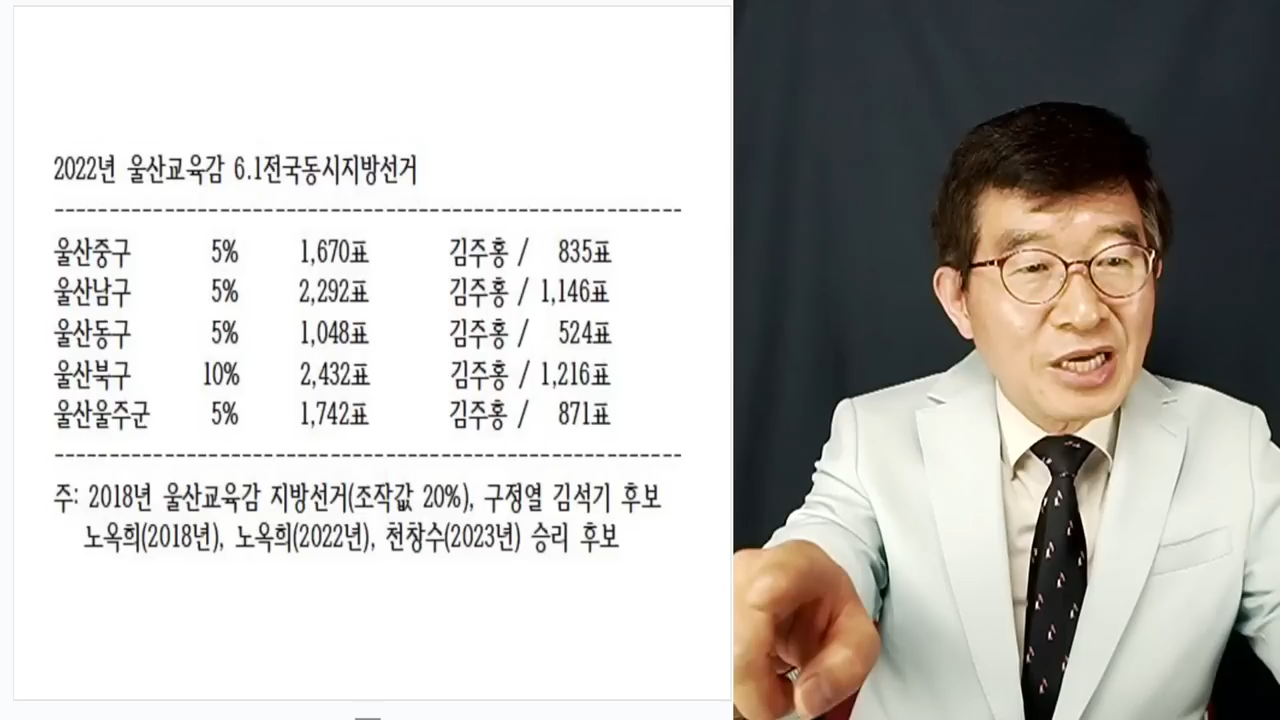 2022년 울산교육감 6.1전국동시지방선거
울산중구 5% 1,670표 김주홍 / 835표
울산남구 5% 2,292표 김주홍 / 1,146표
울산동구 5% 1,048표 김주홍 / 524표
울산북구 10% 2,432표 김주홍 / 1,216표
울산울주군 5% 1,742표 김주홍 / 871표
주: 2018년 울산교육감 지방선거(조작값 20%), 구정열 김석기 후보
노옥희(2018년), 노옥희(2022년), 천창수(2023년) 승리 후보